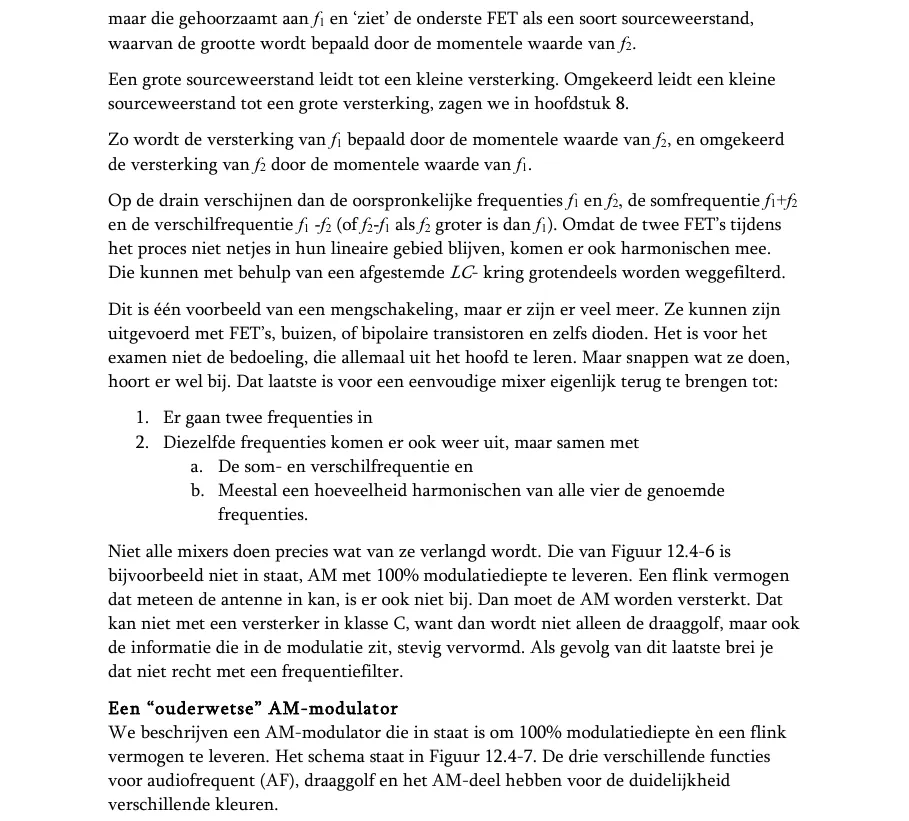 maar die gehoorzaamt aan f1 en ‘ziet’ de onderste FET als een soort sourceweerstand,
waarvan de grootte wordt bepaald door de momentele waarde van f2.
Een grote sourceweerstand leidt tot een kleine versterking. Omgekeerd leidt een kleine
sourceweerstand tot een grote versterking, zagen we in hoofdstuk 8.
Zo wordt de versterking van f1 bepaald door de momentele waarde van f2, en omgekeerd
de versterking van f2 door de momentele waarde van f1.
Op de drain verschijnen dan de oorspronkelijke frequenties f1 en f2, de somfrequentie f1+f2
en de verschilfrequentie f1 -f2 (of f2-f1 als f2 groter is dan f1). Omdat de twee FET’s tijdens
het proces niet netjes in hun lineaire gebied blijven, komen er ook harmonischen mee.
Die kunnen met behulp van een afgestemde LC- kring grotendeels worden weggefilterd.
Dit is één voorbeeld van een mengschakeling, maar er zijn er veel meer. Ze kunnen zijn
uitgevoerd met FET’s, buizen, of bipolaire transistoren en zelfs dioden. Het is voor het
examen niet de bedoeling, die allemaal uit het hoofd te leren. Maar snappen wat ze doen,
hoort er wel bij. Dat laatste is voor een eenvoudige mixer eigenlijk terug te brengen tot:
1. Er gaan twee frequenties in
2. Diezelfde frequenties komen er ook weer uit, maar samen met
a. De som- en verschilfrequentie en
b. Meestal een hoeveelheid harmonischen van alle vier de genoemde
frequenties.
Niet alle mixers doen precies wat van ze verlangd wordt. Die van Figuur 12.4-6 is
bijvoorbeeld niet in staat, AM met 100% modulatiediepte te leveren. Een flink vermogen
dat meteen de antenne in kan, is er ook niet bij. Dan moet de AM worden versterkt. Dat
kan niet met een versterker in klasse C, want dan wordt niet alleen de draaggolf, maar ook
de informatie die in de modulatie zit, stevig vervormd. Als gevolg van dit laatste brei je
dat niet recht met een frequentiefilter.
Een “ouderwetse” AM-modulator
We beschrijven een AM-modulator die in staat is om 100% modulatiediepte èn een flink
vermogen te leveren. Het schema staat in Figuur 12.4-7. De drie verschillende functies
voor audiofrequent (AF), draaggolf en het AM-deel hebben voor de duidelijkheid
verschillende kleuren.